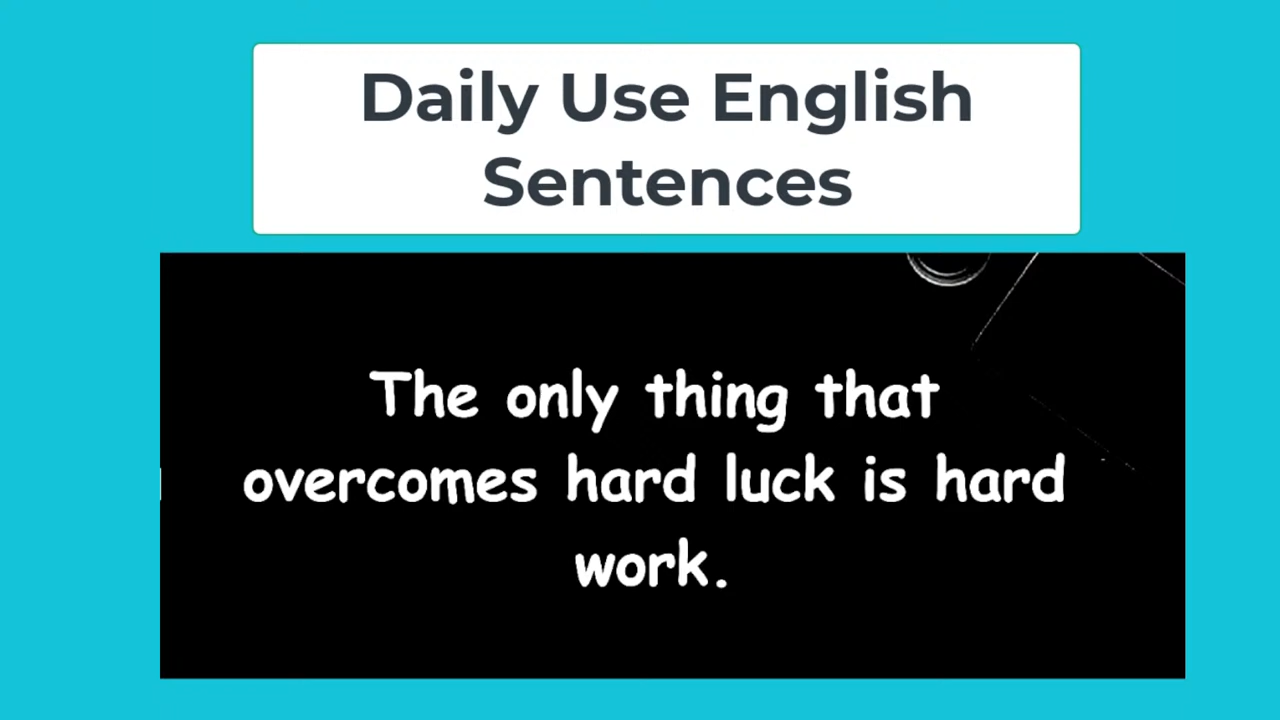 Daily Use English
Sentences
The only thing that
overcomes hard luck is hard
work.